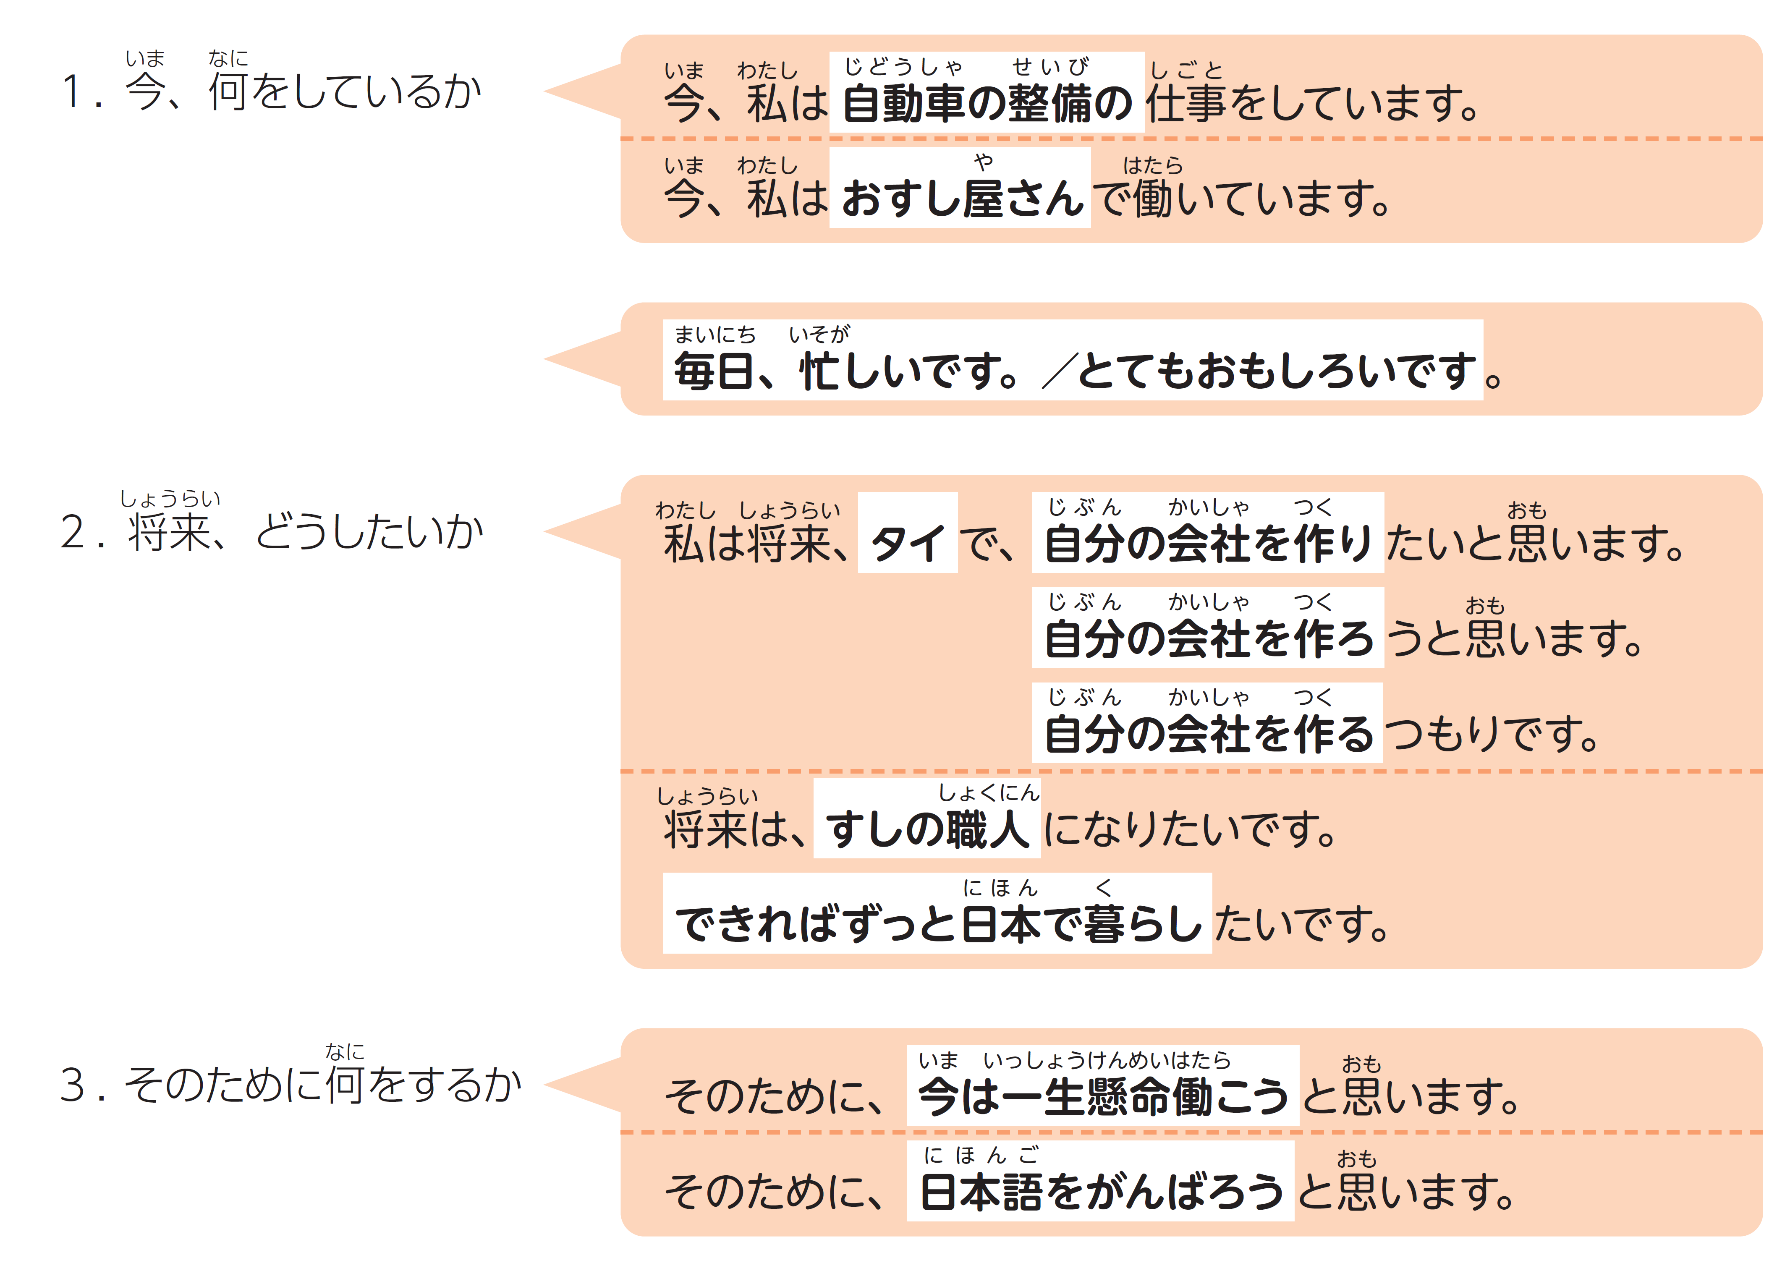 1. 今、何をしているか
今、私は自動車の整備の仕事をしています。
今、私はおすし屋さんで働いています。
毎日、忙しいです。／とてもおもしろいです。
2. 将来、どうしたいか
私は将来、タイで、自分の会社を作りたいと思います。
自分の会社を作ろうと思います。
自分の会社を作るつもりです。
将来は、すしの職人になりたいです。
できればずっと日本で暮らしたいです。
3. そのために何をするか
そのために、今は一生懸命働こうと思います。
そのために、日本語をがんばろうと思います。